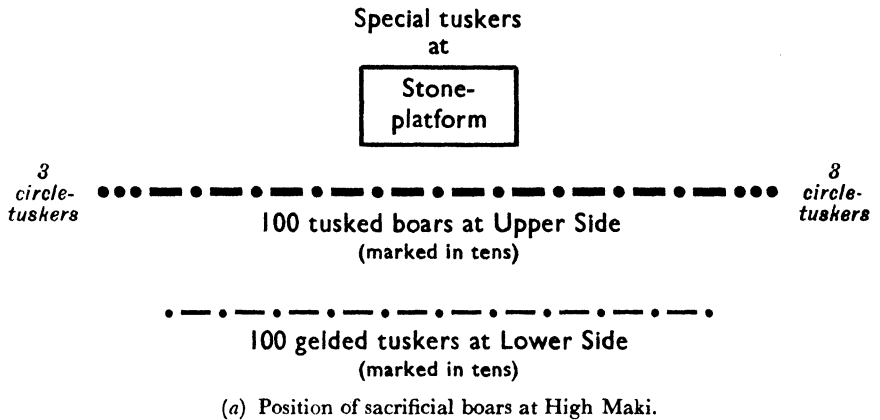 Special tuskers
at
Stone-
platform
3
circle-
tuskers
8
circle-
tuskers
100 tusked boars at Upper Side
(marked in tens)
100 gelded tuskers at Lower Side
(marked in tens)
(a) Position of sacrificial boars at High Maki.